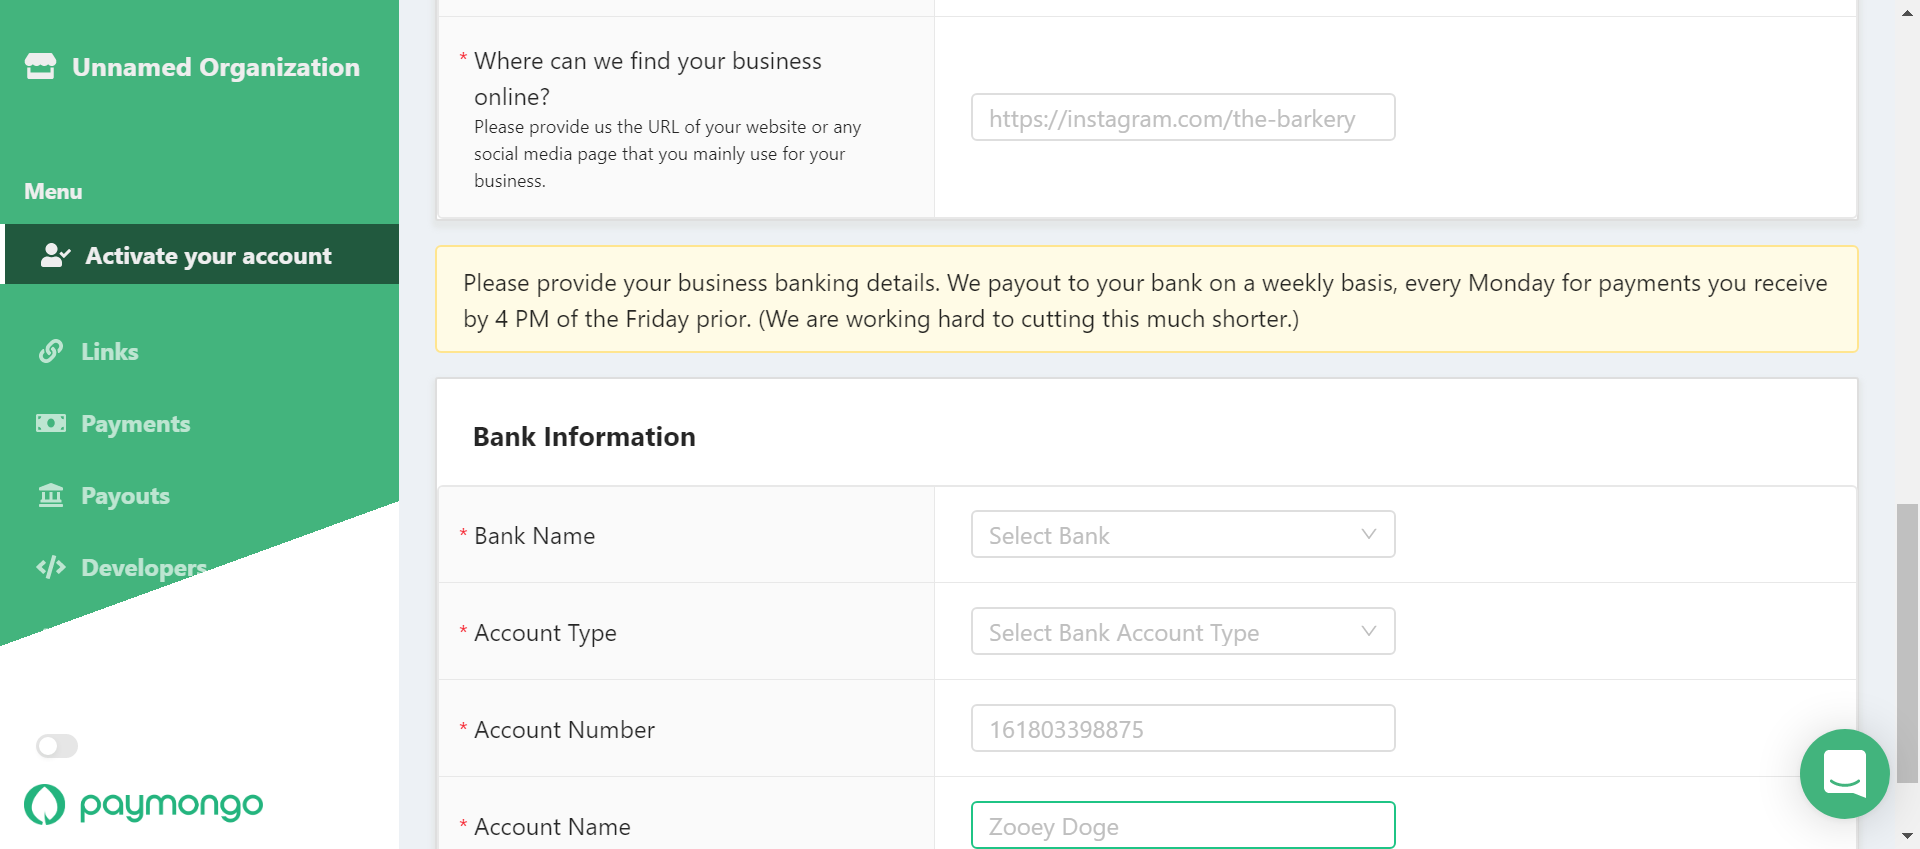 Unnamed Organization
Menu
Activate your account
Links
Payments
Payouts
Developers
paymongo
* Where can we find your business
online?
Please provide us the URL of your website or any
social media page that you mainly use for your
business.
https://instagram.com/the-barkery
Please provide your business banking details. We payout to your bank on a weekly basis, every Monday for payments you receive
by 4 PM of the Friday prior. (We are working hard to cutting this much shorter.)
Bank Information
* Bank Name
Select Bank
* Account Type
Select Bank Account Type
* Account Number
161803398875
* Account Name
Zooey Doge